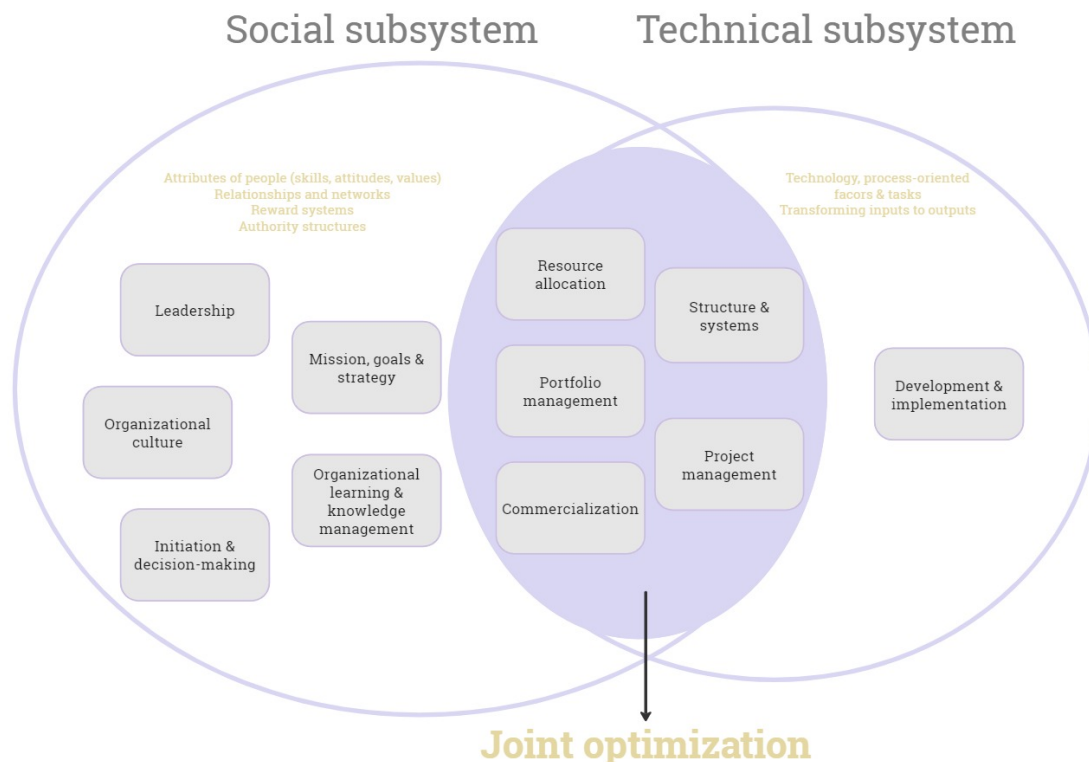 Social subsystem
Technical subsystem
Attributes of people (skills, attitudes, values)
Relationships and networks
Reward systems
Authority structures
Technology, process-oriented
facors & tasks
Transforming inputs to outputs
Leadership
Mission, goals &
strategy
Organizational
culture
Organizational
learning &
knowledge
management
Initiation &
decision-making
Resource
allocation
Structure &
systems
Portfolio
management
Project
management
Commercialization
Development &
implementation
Joint optimization